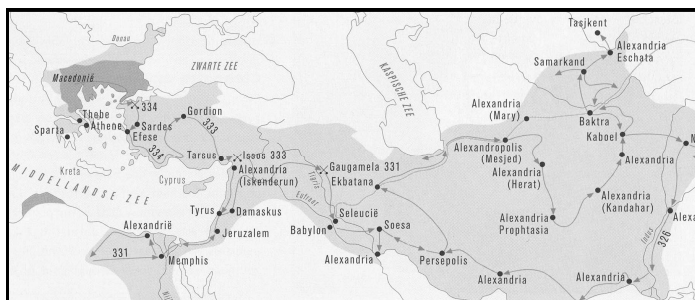 Tasjkent
Donau
ZWARTE ZEE
KASPISCHE ZEE
Alexandria
Eschata
Samarkand
Macedonië
334
Gordion
Thebe
Athene
Sparta
Sardes
Efese
333
334
Alexandria
(Mary)
Baktra
Kaboel
Alexandropolis
(Mesjed)
Tarsus
Isoos 333
Gaugamela 331
Alexandria
(Iskenderun)
Ekbatana
Tigris
Eufraat
Alexandria
(Herat)
Alexandria
Kreta
Cyprus
MIDDELLANDSE ZEE
Alexandria
(Kandahar)
Tyrus
Damaskus
Seleucië
Soesa
Babylon
Alexandria
Prophtasia
Alexandrië
Jeruzalem
331
Memphis
Alexandria
Persepolis
Alexandria
Alexandria
Indus
326